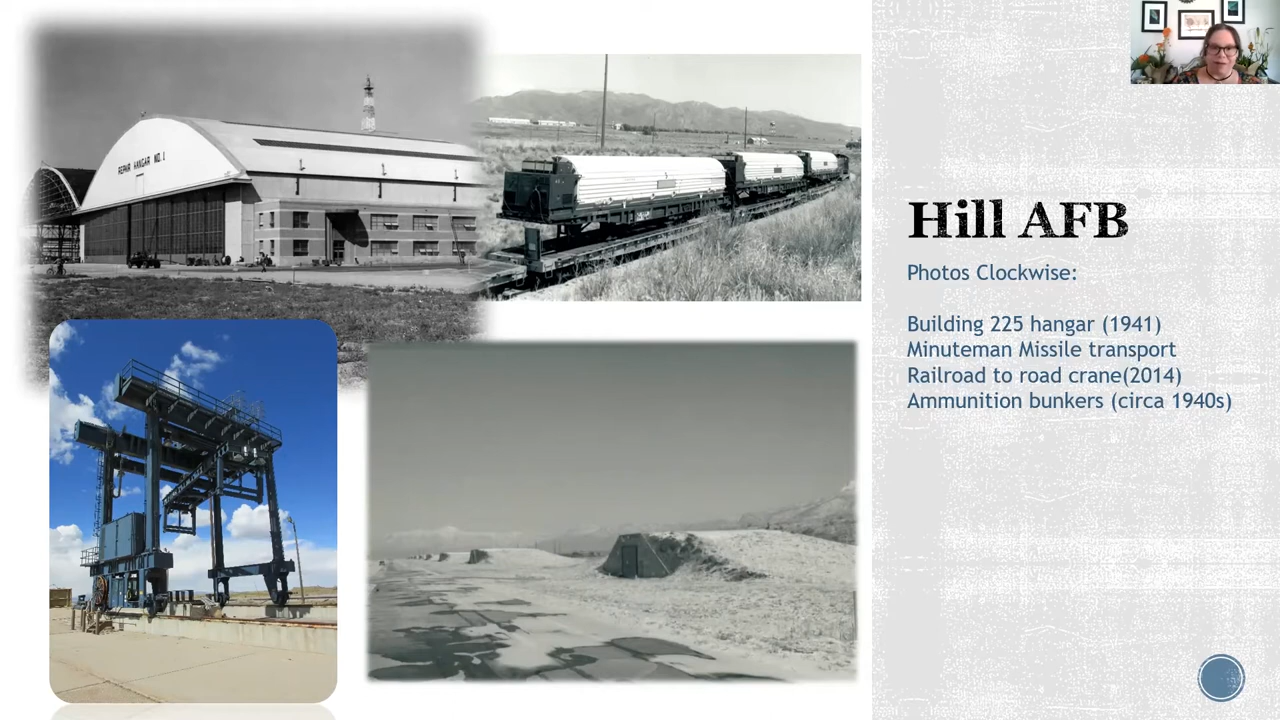 REPAIR HANGAR NO. 1
Hill AFB
Photos Clockwise:
Building 225 hangar (1941)
Minuteman Missile transport
Railroad to road crane(2014)
Ammunition bunkers (circa 1940s)